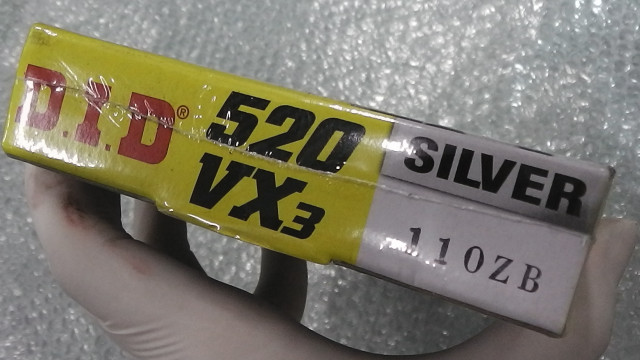 D.I.D®
520
VX3
SILVER
110ZB